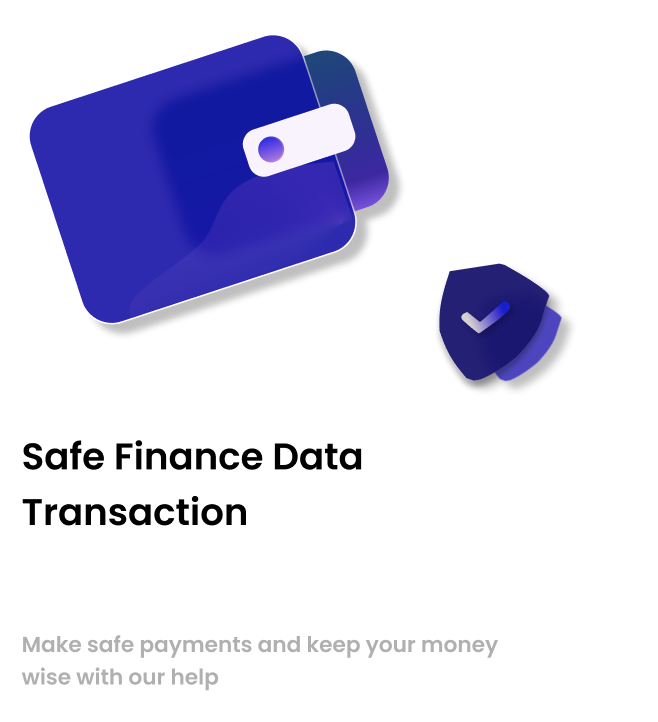 Safe Finance Data
Transaction
Make safe payments and keep your money
wise with our help